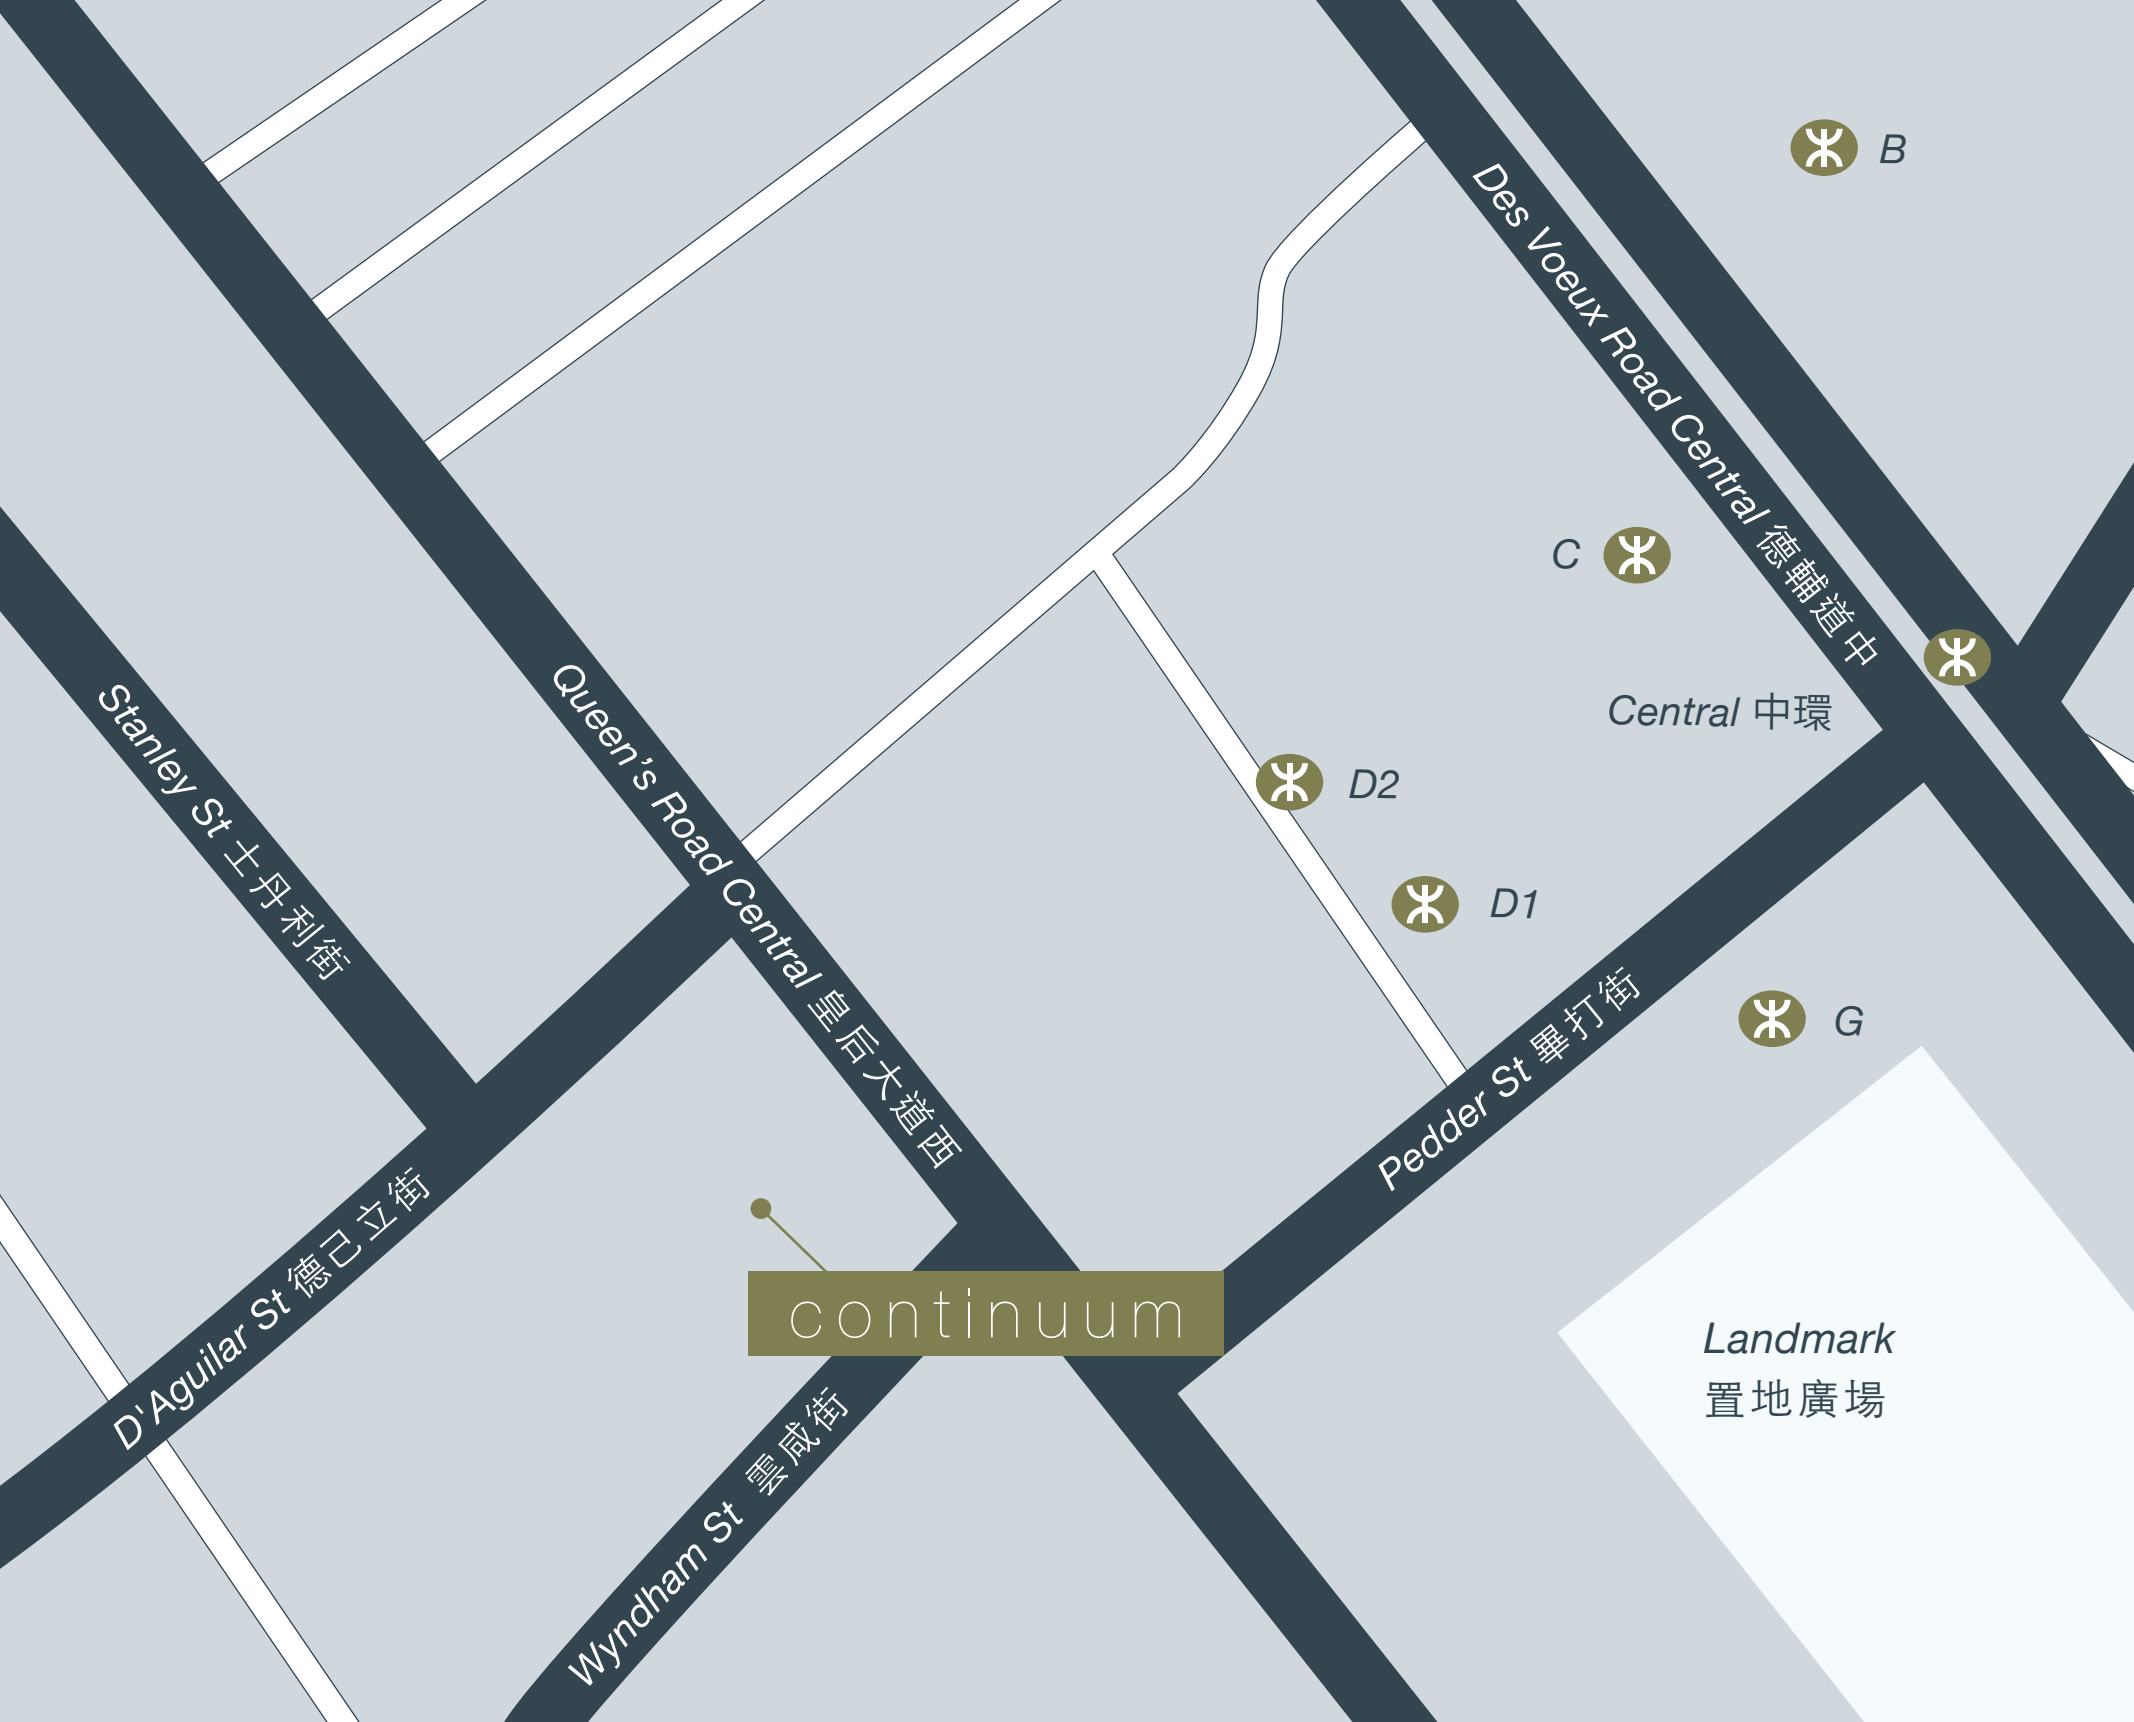 B
Des Voeux Road Central 德輔道中
C
Central 中環
Queen's Road Central 皇后大道西
Stanley St 士丹利街
D2
D1
Pedder St 畢打街
G
D'Aguilar St 德己立街
continuum
Landmark
置地廣場
Wyndham St 雲咸街